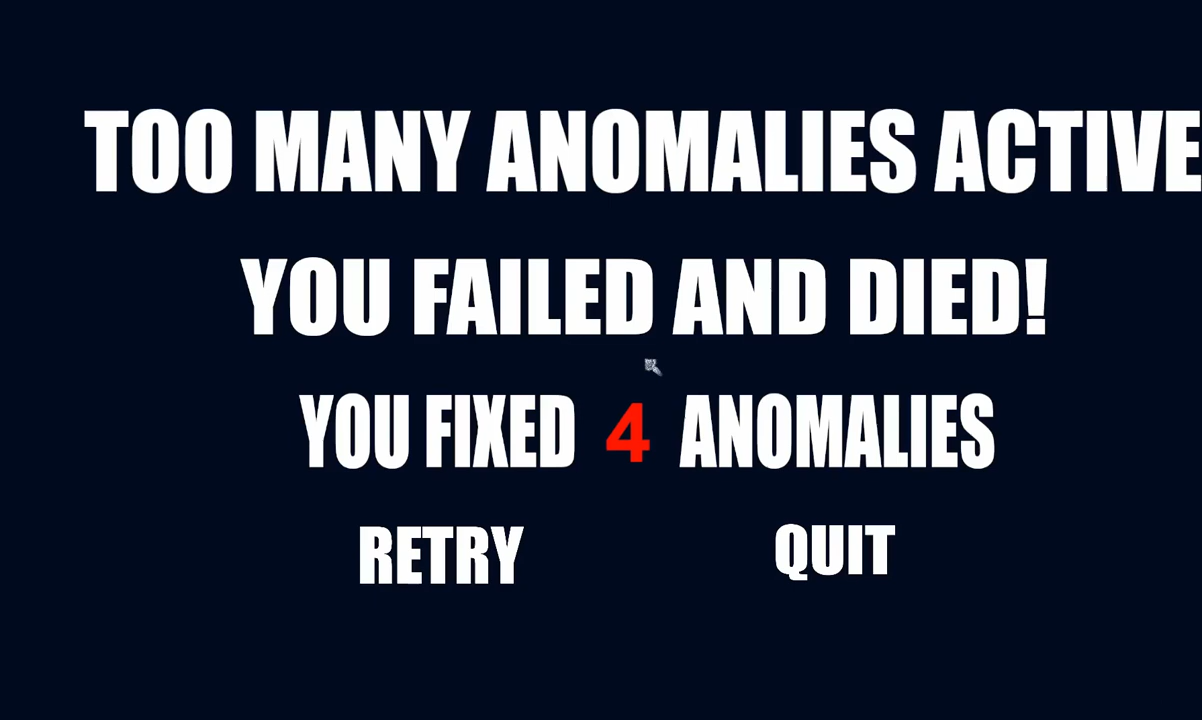 TOO MANY ANOMALIES ACTIVE
YOU FAILED AND DIED!
YOU FIXED 4 ANOMALIES
RETRY QUIT